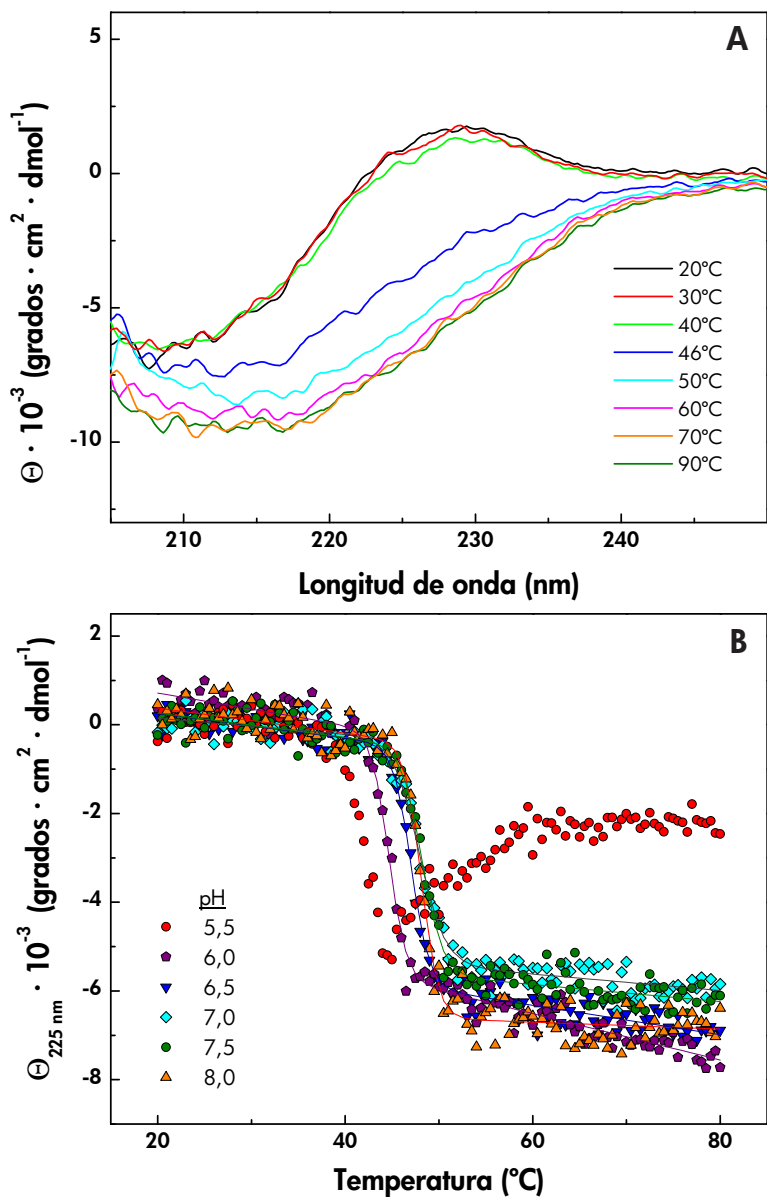 A
5
0
-5
-10
Θ · 10⁻³ (grados · cm² · dmol⁻¹)
20°C
30°C
40°C
46°C
50°C
60°C
70°C
90°C
210 220 230 240
Longitud de onda (nm)
B
2
0
-2
-4
-6
-8
Θ225 nm · 10⁻³ (grados · cm² · dmol⁻¹)
pH
5,5
6,0
6,5
7,0
7,5
8,0
20 40 60 80
Temperatura (°C)